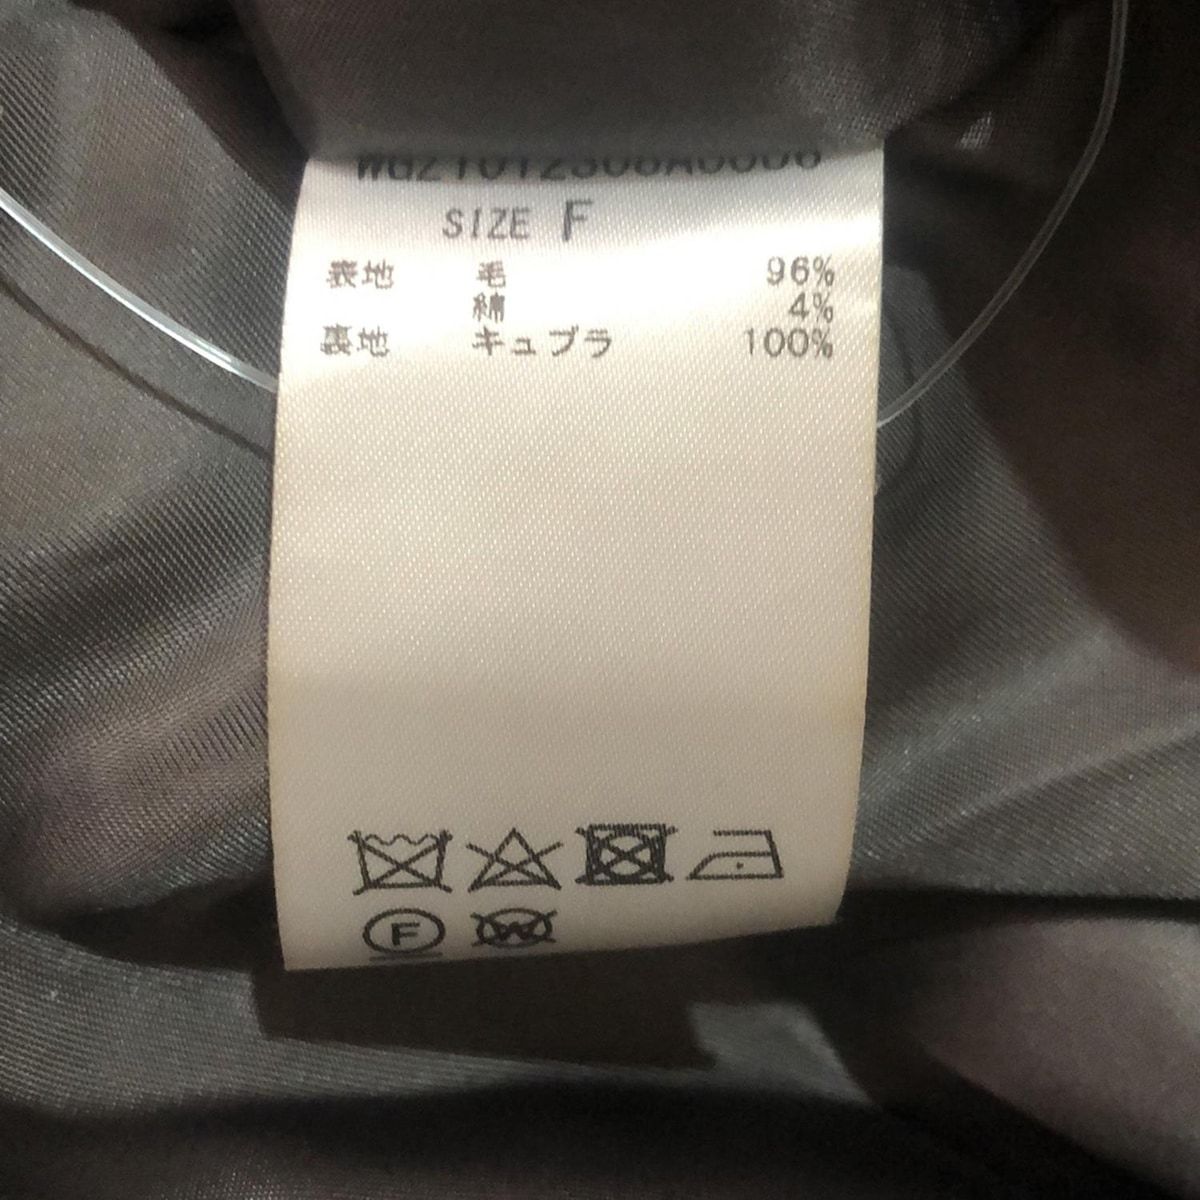 SIZE F
表地 毛 96%
綿 4%
裏地 キュプラ 100%
F W